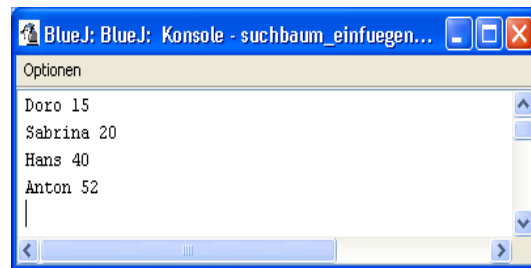 BlueJ: BlueJ: Konsole - suchbaum_einfuegen...
Optionen
Doro 15
Sabrina 20
Hans 40
Anton 52